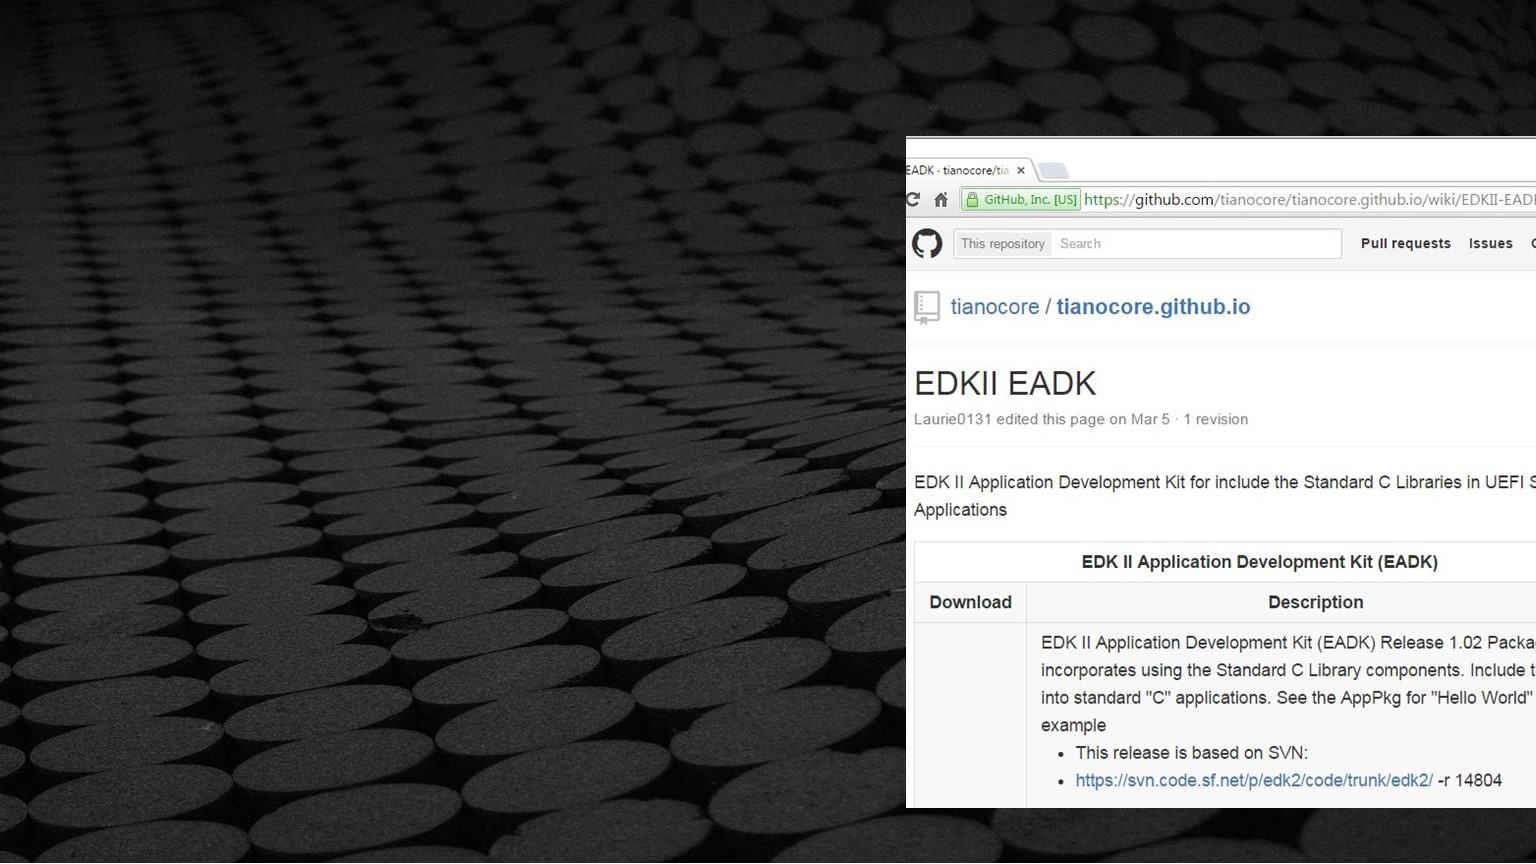 EADK · tianocore/tia
GitHub, Inc. [US] https://github.com/tianocore/tianocore.github.io/wiki/EDKII-EAD
This repository Search Pull requests Issues
tianocore / tianocore.github.io
EDKII EADK
Laurie0131 edited this page on Mar 5 · 1 revision
EDK II Application Development Kit for include the Standard C Libraries in UEFI S
Applications
EDK II Application Development Kit (EADK)
Download Description
EDK II Application Development Kit (EADK) Release 1.02 Packa
incorporates using the Standard C Library components. Include t
into standard "C" applications. See the AppPkg for "Hello World"
example
• This release is based on SVN:
• https://svn.code.sf.net/p/edk2/code/trunk/edk2/ -r 14804